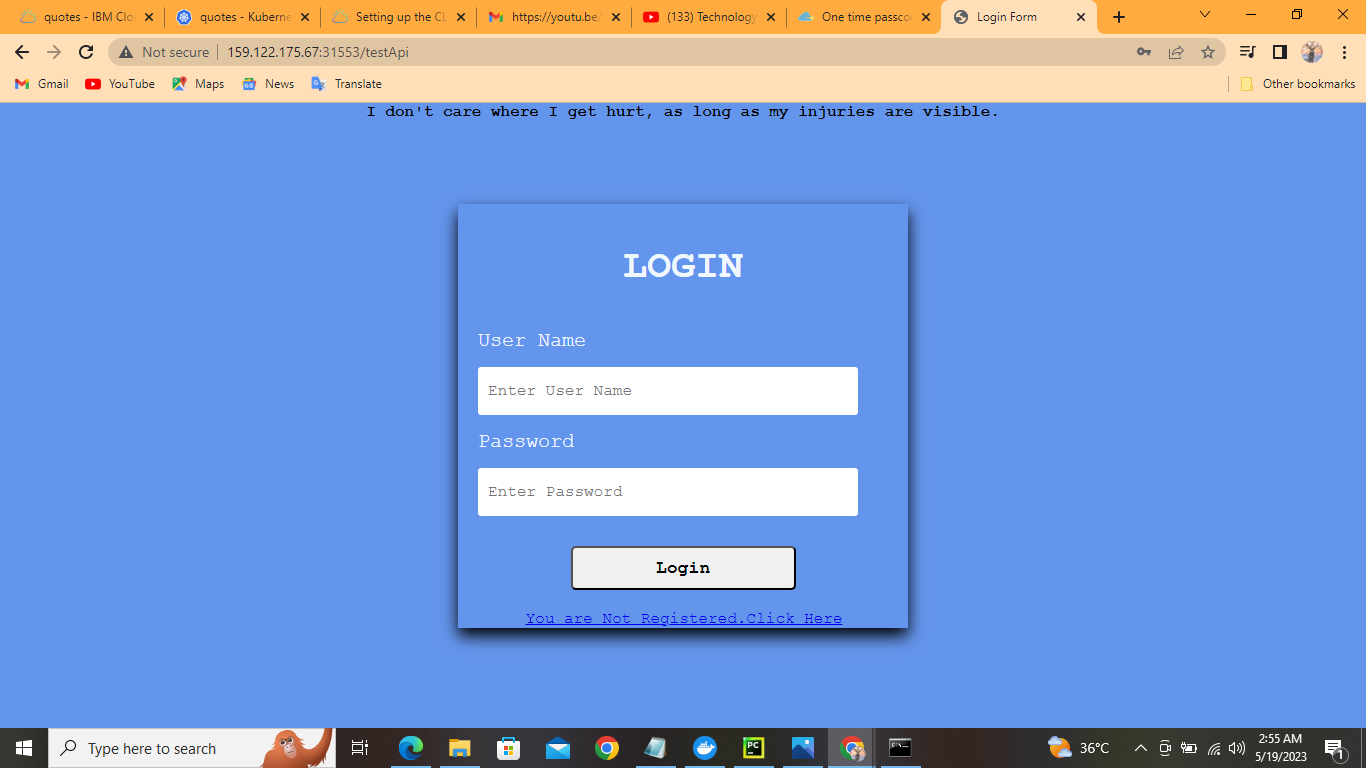 quotes - IBM Clo
quotes - Kuberne
Setting up the CL
https://youtu.be/
(133) Technology
One time passco
Login Form
Not secure
159.122.175.67:31553/testApi
Gmail
YouTube
Maps
News
Translate
Other bookmarks
I don't care where I get hurt, as long as my injuries are visible.
LOGIN
User Name
Enter User Name
Password
Enter Password
Login
You are Not Registered.Click Here
Type here to search
36°C
2:55 AM
5/19/2023
1